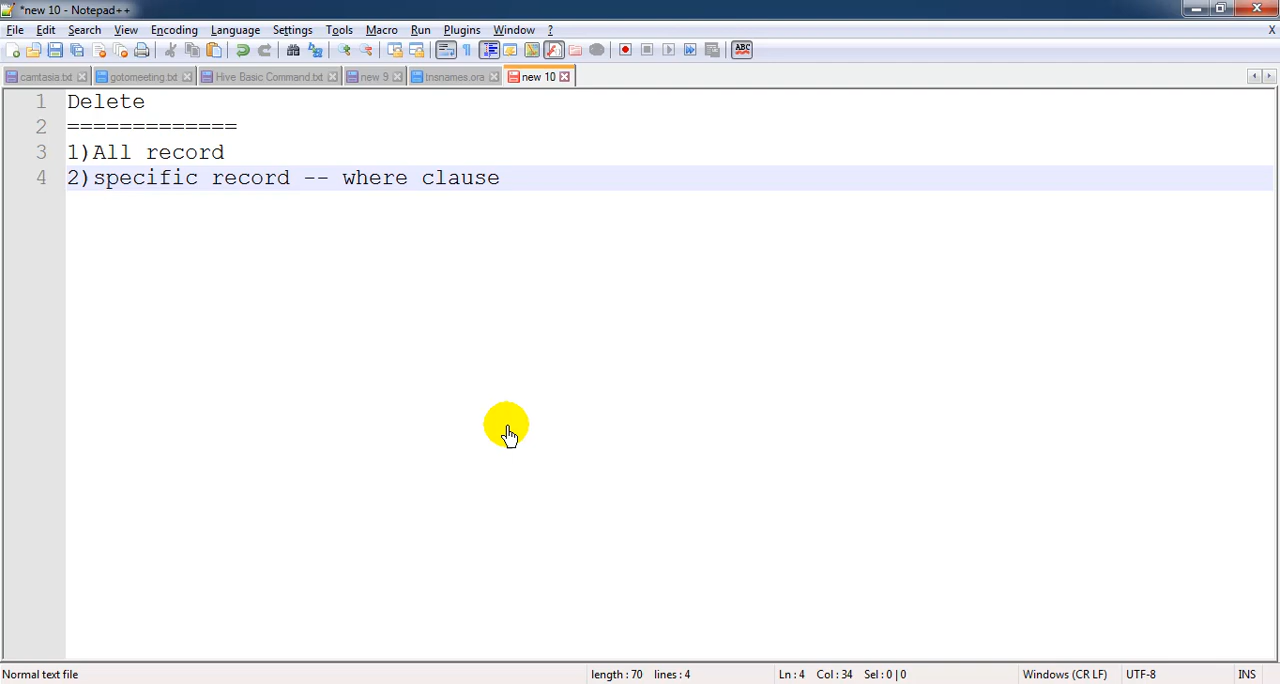 *new 10 - Notepad++
File Edit Search View Encoding Language Settings Tools Macro Run Plugins Window ? X
ABC
camtasia.txt gotomeeting.txt Hive Basic Command.txt new 9 tnsnames.ora new 10
1 Delete
2 =============
3 1)All record
4 2)specific record -- where clause
Normal text file length : 70 lines : 4 Ln : 4 Col : 34 Sel : 0 | 0 Windows (CR LF) UTF-8 INS